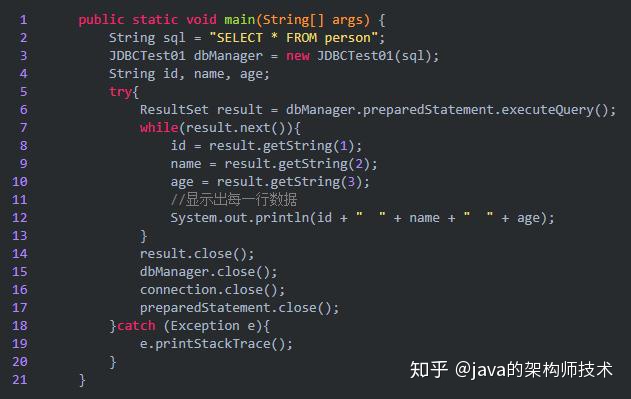 1 public static void main(String[] args) {
2 String sql = "SELECT * FROM person";
3 JDBCTest01 dbManager = new JDBCTest01(sql);
4 String id, name, age;
5 try{
6 ResultSet result = dbManager.preparedStatement.executeQuery();
7 while(result.next()){
8 id = result.getString(1);
9 name = result.getString(2);
10 age = result.getString(3);
11 //显示出每一行数据
12 System.out.println(id + "  " + name + "  " + age);
13 }
14 result.close();
15 dbManager.close();
16 connection.close();
17 preparedStatement.close();
18 }catch (Exception e){
19 e.printStackTrace();
20 }
21 }
知乎 @java的架构师技术